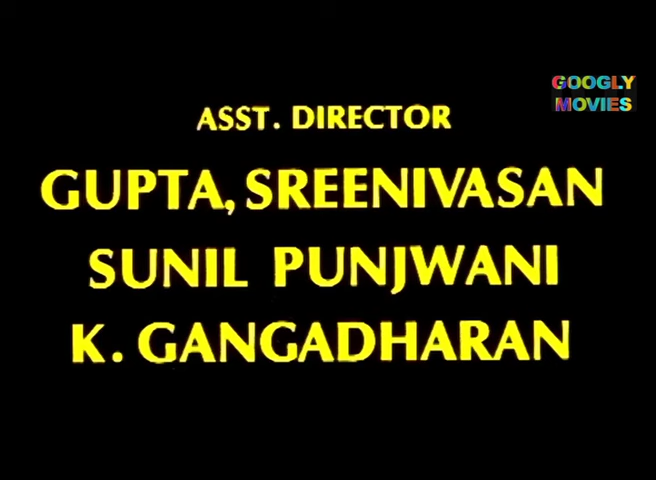 GOOGLY
MOVIES
ASST. DIRECTOR
GUPTA, SREENIVASAN
SUNIL PUNJWANI
K. GANGADHARAN